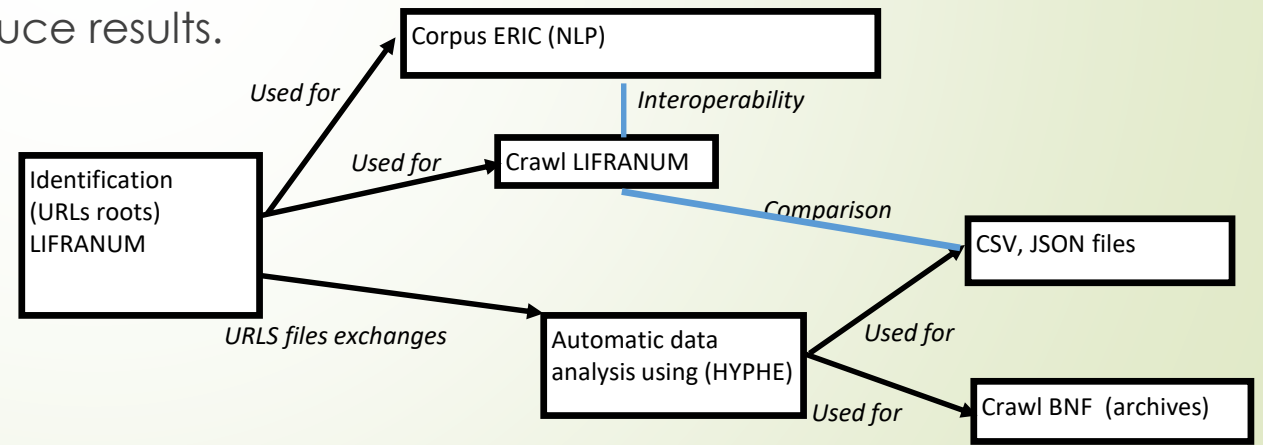 uce results.
Corpus ERIC (NLP)
Used for
Interoperability
Used for
Crawl LIFRANUM
Identification
(URLs roots)
LIFRANUM
Comparison
CSV, JSON files
URLS files exchanges
Automatic data
analysis using (HYPHE)
Used for
Used for
Crawl BNF (archives)